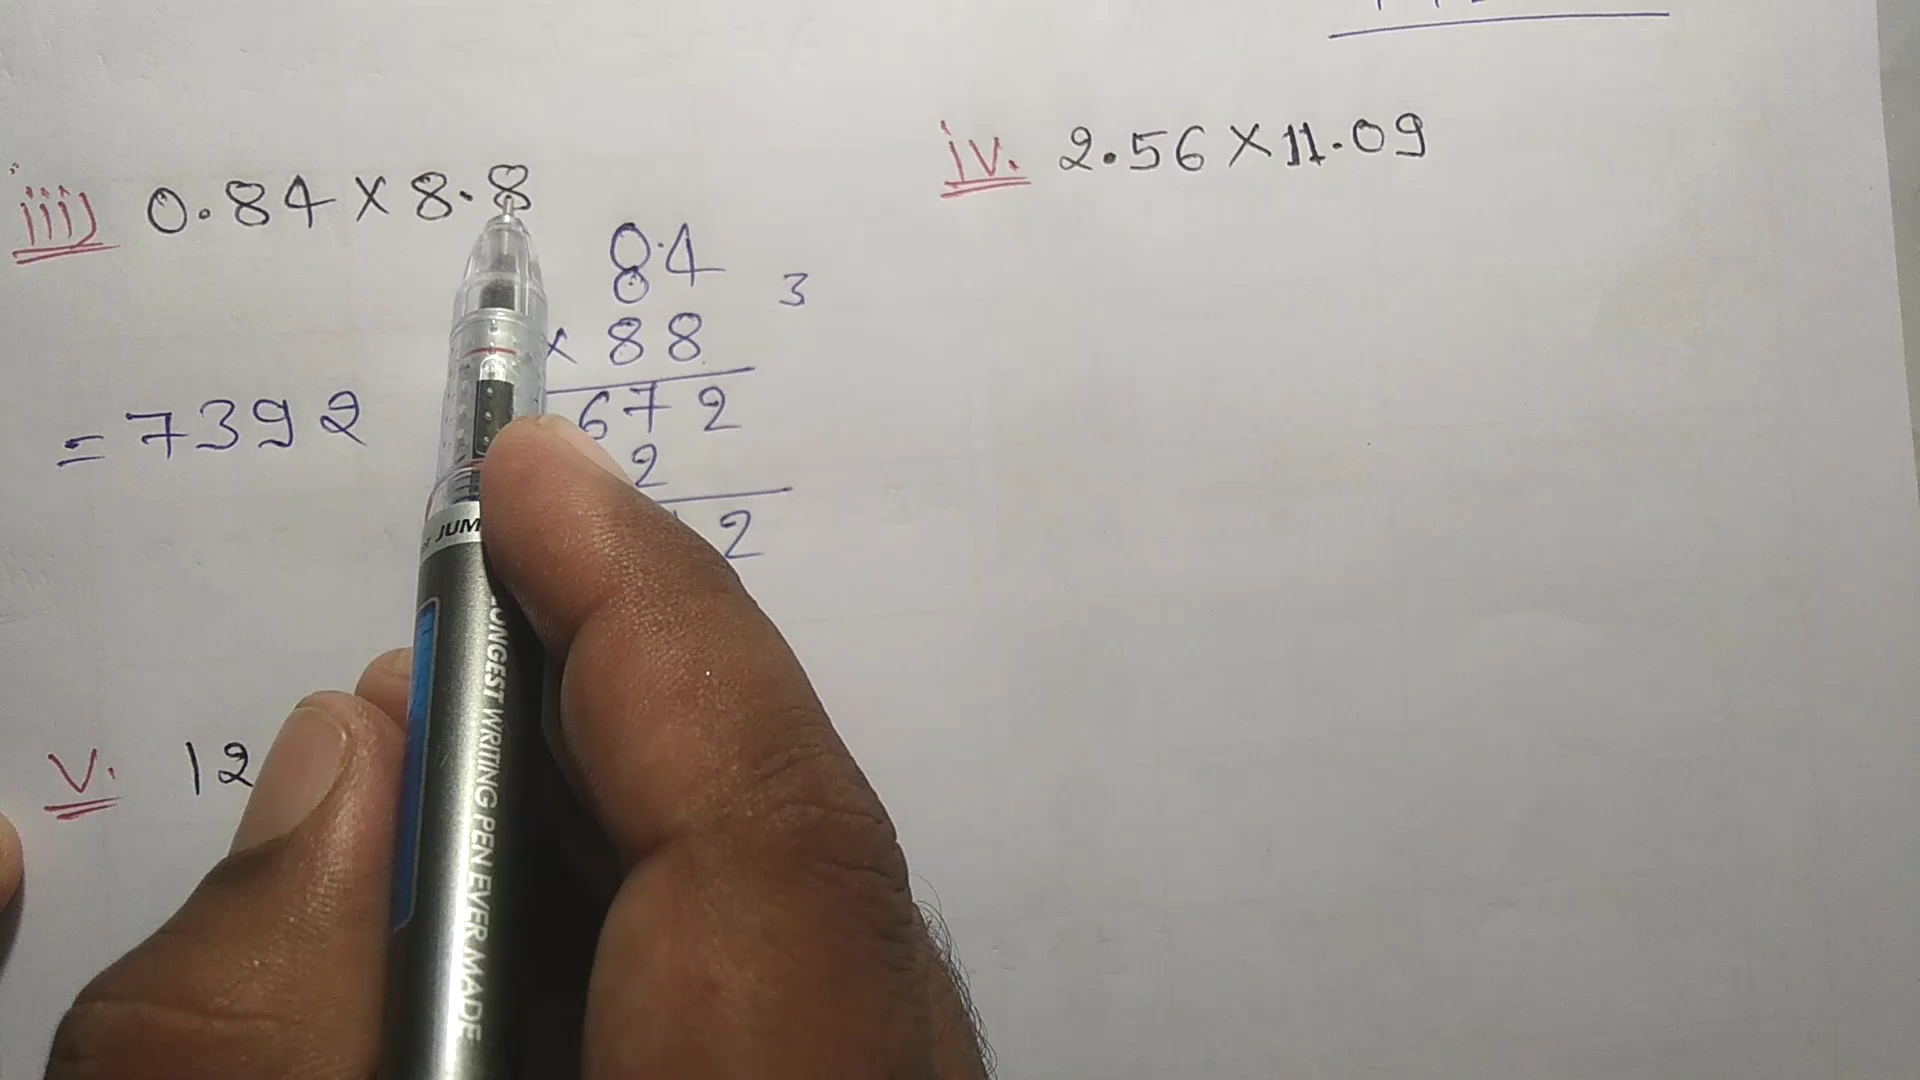 iii) 0.84 × 8.8
84
3
× 88
672
2
2
= 7392
iv. 2.56 × 11.09
v. 12
JUM
LONGEST WRITING PEN EVER MADE